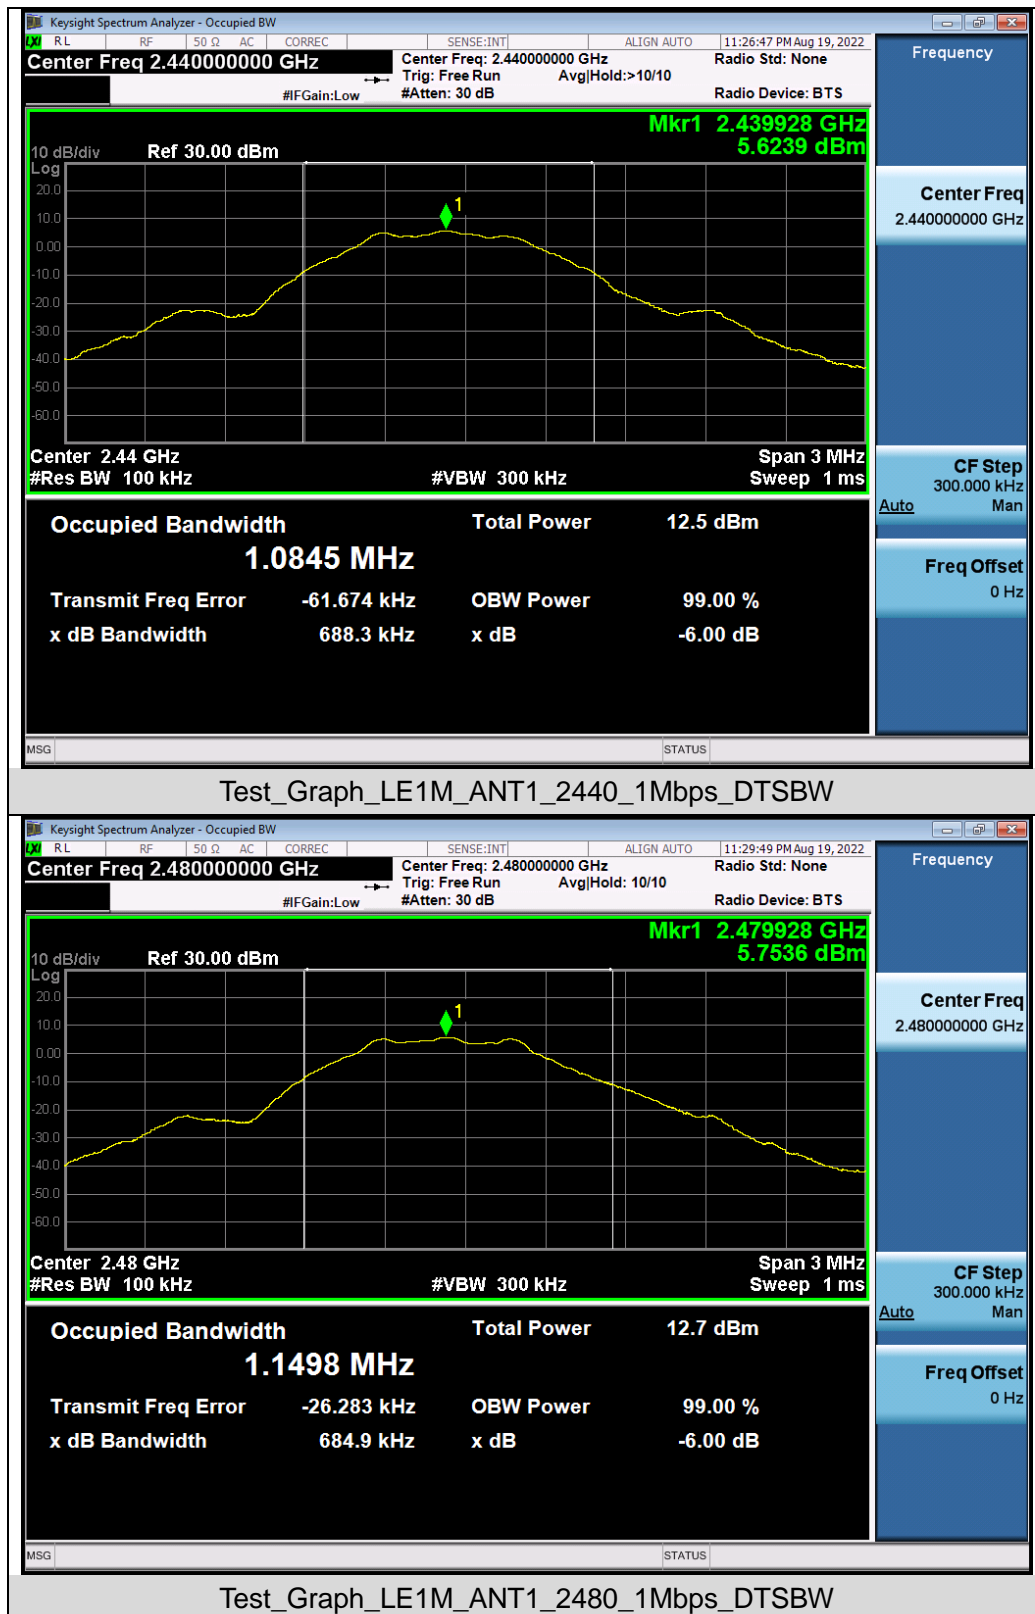 Keysight Spectrum Analyzer - Occupied BW
LXI RL RF 50 Ω AC CORREC SENSE:INT ALIGN AUTO 11:26:47 PM Aug 19, 2022
Center Freq 2.440000000 GHz
Center Freq: 2.440000000 GHz
Radio Std: None
Trig: Free Run Avg|Hold:>10/10
#IFGain:Low #Atten: 30 dB Radio Device: BTS
Frequency
Mkr1 2.439928 GHz
5.6239 dBm
10 dB/div Ref 30.00 dBm
Log
20.0
10.0
0.00
-10.0
-20.0
-30.0
-40.0
-50.0
-60.0
1
Center Freq
2.440000000 GHz
Center 2.44 GHz Span 3 MHz
#Res BW 100 kHz #VBW 300 kHz Sweep 1 ms
CF Step
300.000 kHz
Auto Man
Occupied Bandwidth Total Power 12.5 dBm
1.0845 MHz
Transmit Freq Error -61.674 kHz OBW Power 99.00 %
x dB Bandwidth 688.3 kHz x dB -6.00 dB
Freq Offset
0 Hz
MSG STATUS
Test_Graph_LE1M_ANT1_2440_1Mbps_DTSBW
Keysight Spectrum Analyzer - Occupied BW
LXI RL RF 50 Ω AC CORREC SENSE:INT ALIGN AUTO 11:29:49 PM Aug 19, 2022
Center Freq 2.480000000 GHz
Center Freq: 2.480000000 GHz
Radio Std: None
Trig: Free Run Avg|Hold: 10/10
#IFGain:Low #Atten: 30 dB Radio Device: BTS
Frequency
Mkr1 2.479928 GHz
5.7536 dBm
10 dB/div Ref 30.00 dBm
Log
20.0
10.0
0.00
-10.0
-20.0
-30.0
-40.0
-50.0
-60.0
1
Center Freq
2.480000000 GHz
Center 2.48 GHz Span 3 MHz
#Res BW 100 kHz #VBW 300 kHz Sweep 1 ms
CF Step
300.000 kHz
Auto Man
Occupied Bandwidth Total Power 12.7 dBm
1.1498 MHz
Transmit Freq Error -26.283 kHz OBW Power 99.00 %
x dB Bandwidth 684.9 kHz x dB -6.00 dB
Freq Offset
0 Hz
MSG STATUS
Test_Graph_LE1M_ANT1_2480_1Mbps_DTSBW